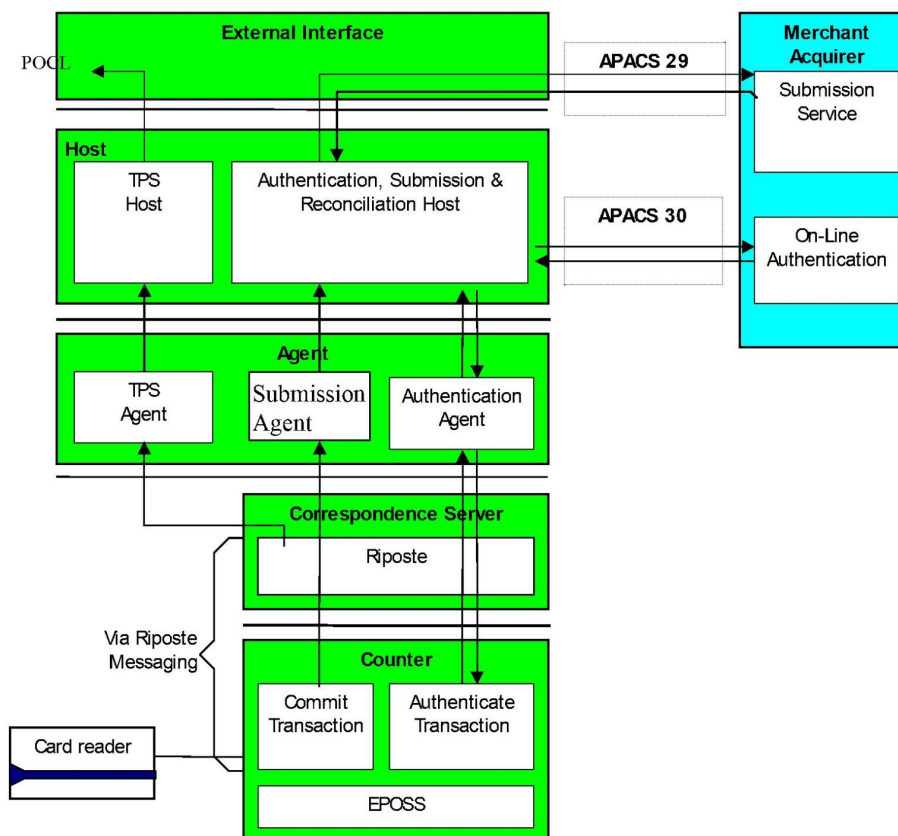 External Interface
POCL
APACS 29
Merchant
Acquirer
Submission
Service
Host
TPS
Host
Authentication, Submission &
Reconciliation Host
APACS 30
On-Line
Authentication
Agent
TPS
Agent
Submission
Agent
Authentication
Agent
Correspondence Server
Riposte
Via Riposte
Messaging
Counter
Commit
Transaction
Authenticate
Transaction
Card reader
EPOSS